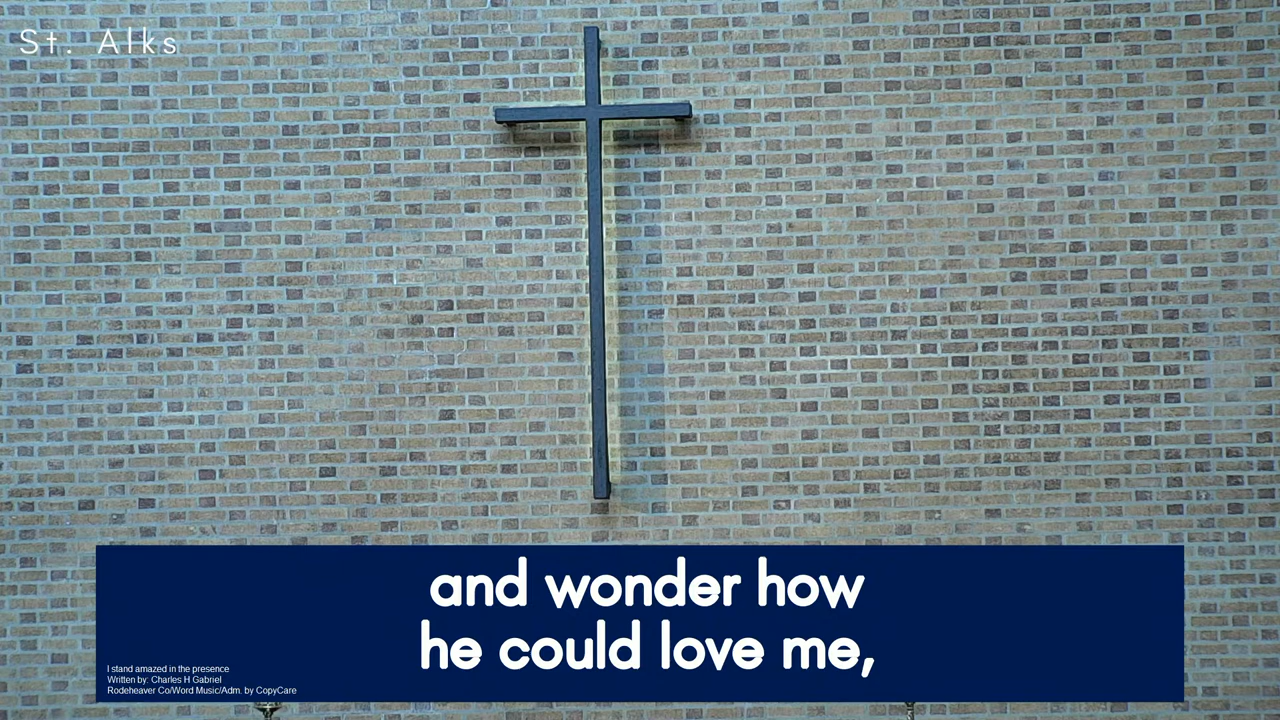 St. Alks
and wonder how
he could love me,
I stand amazed in the presence
Written by: Charles H Gabriel
Rodeheaver Co/Word Music/Adm. by CopyCare